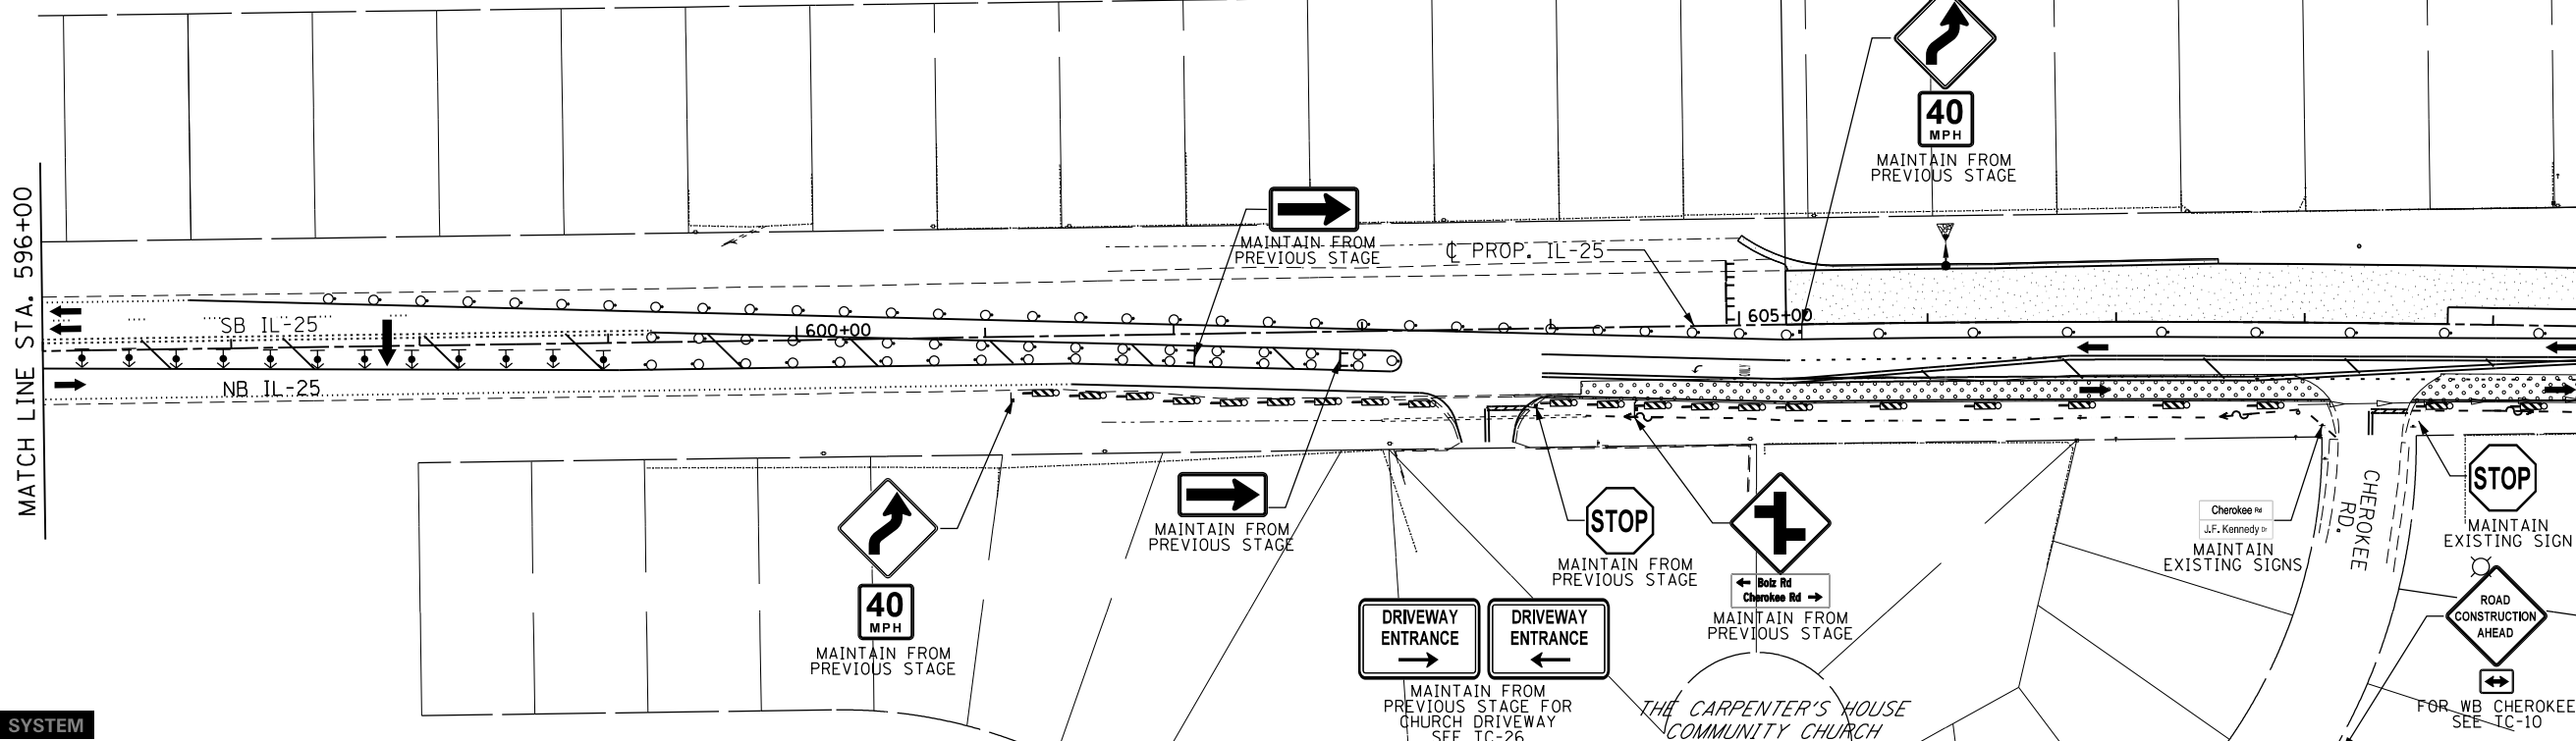 MATCH LINE STA. 596+00
SB IL-25
NB IL-25
600+00
605+00
MAINTAIN FROM
PREVIOUS STAGE
℄ PROP. IL-25
40
MPH
MAINTAIN FROM
PREVIOUS STAGE
40
MPH
MAINTAIN FROM
PREVIOUS STAGE
MAINTAIN FROM
PREVIOUS STAGE
DRIVEWAY
ENTRANCE
DRIVEWAY
ENTRANCE
MAINTAIN FROM
PREVIOUS STAGE FOR
CHURCH DRIVEWAY
SEE TC-26
STOP
MAINTAIN FROM
PREVIOUS STAGE
Bolz Rd
Cherokee Rd
MAINTAIN FROM
PREVIOUS STAGE
THE CARPENTER'S HOUSE
COMMUNITY CHURCH
Cherokee Rd
J.F. Kennedy Dr
MAINTAIN
EXISTING SIGNS
CHEROKEE
RD.
STOP
MAINTAIN
EXISTING SIGN
ROAD
CONSTRUCTION
AHEAD
FOR WB CHEROKEE
SEE TC-10
SYSTEM